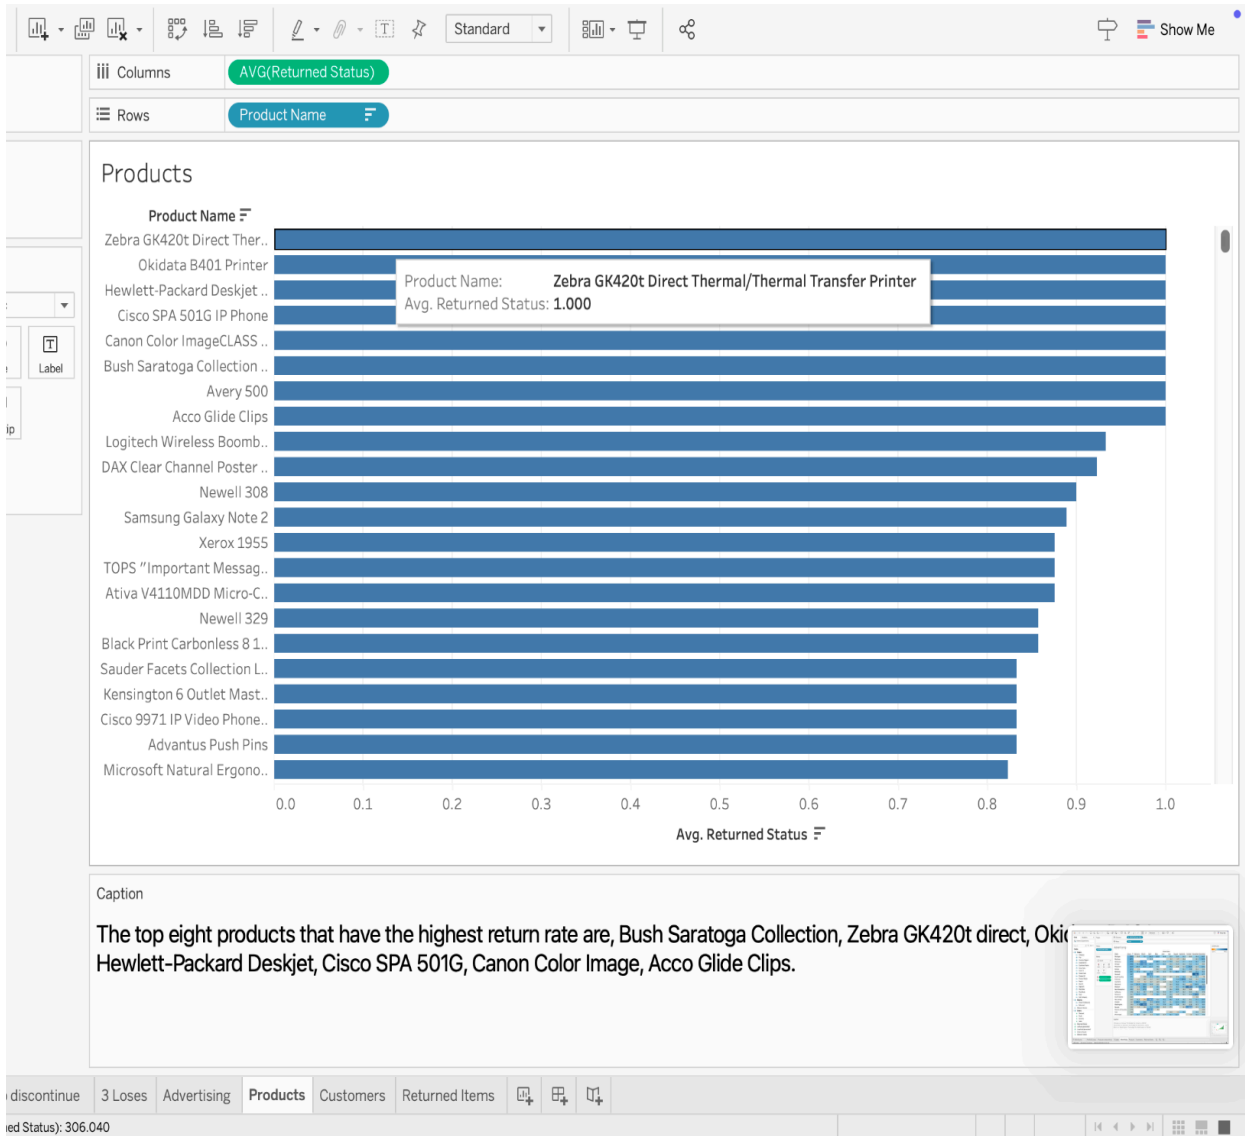 Standard
Show Me
Columns
AVG(Returned Status)
Rows
Product Name
Products
Product Name
Zebra GK420t Direct Ther..
Okidata B401 Printer
Hewlett-Packard Deskjet ..
Cisco SPA 501G IP Phone
Canon Color ImageCLASS ..
Bush Saratoga Collection ..
Avery 500
Acco Glide Clips
Logitech Wireless Boomb..
DAX Clear Channel Poster ..
Newell 308
Samsung Galaxy Note 2
Xerox 1955
TOPS "Important Messag..
Ativa V4110MDD Micro-C..
Newell 329
Black Print Carbonless 8 1..
Sauder Facets Collection L..
Kensington 6 Outlet Mast..
Cisco 9971 IP Video Phone..
Advantus Push Pins
Microsoft Natural Ergono..
Product Name: Zebra GK420t Direct Thermal/Thermal Transfer Printer
Avg. Returned Status: 1.000
Label
ip
0.0 0.1 0.2 0.3 0.4 0.5 0.6 0.7 0.8 0.9 1.0
Avg. Returned Status
Caption
The top eight products that have the highest return rate are, Bush Saratoga Collection, Zebra GK420t direct, Oki
Hewlett-Packard Deskjet, Cisco SPA 501G, Canon Color Image, Acco Glide Clips.
discontinue 3 Loses Advertising Products Customers Returned Items
ed Status): 306.040